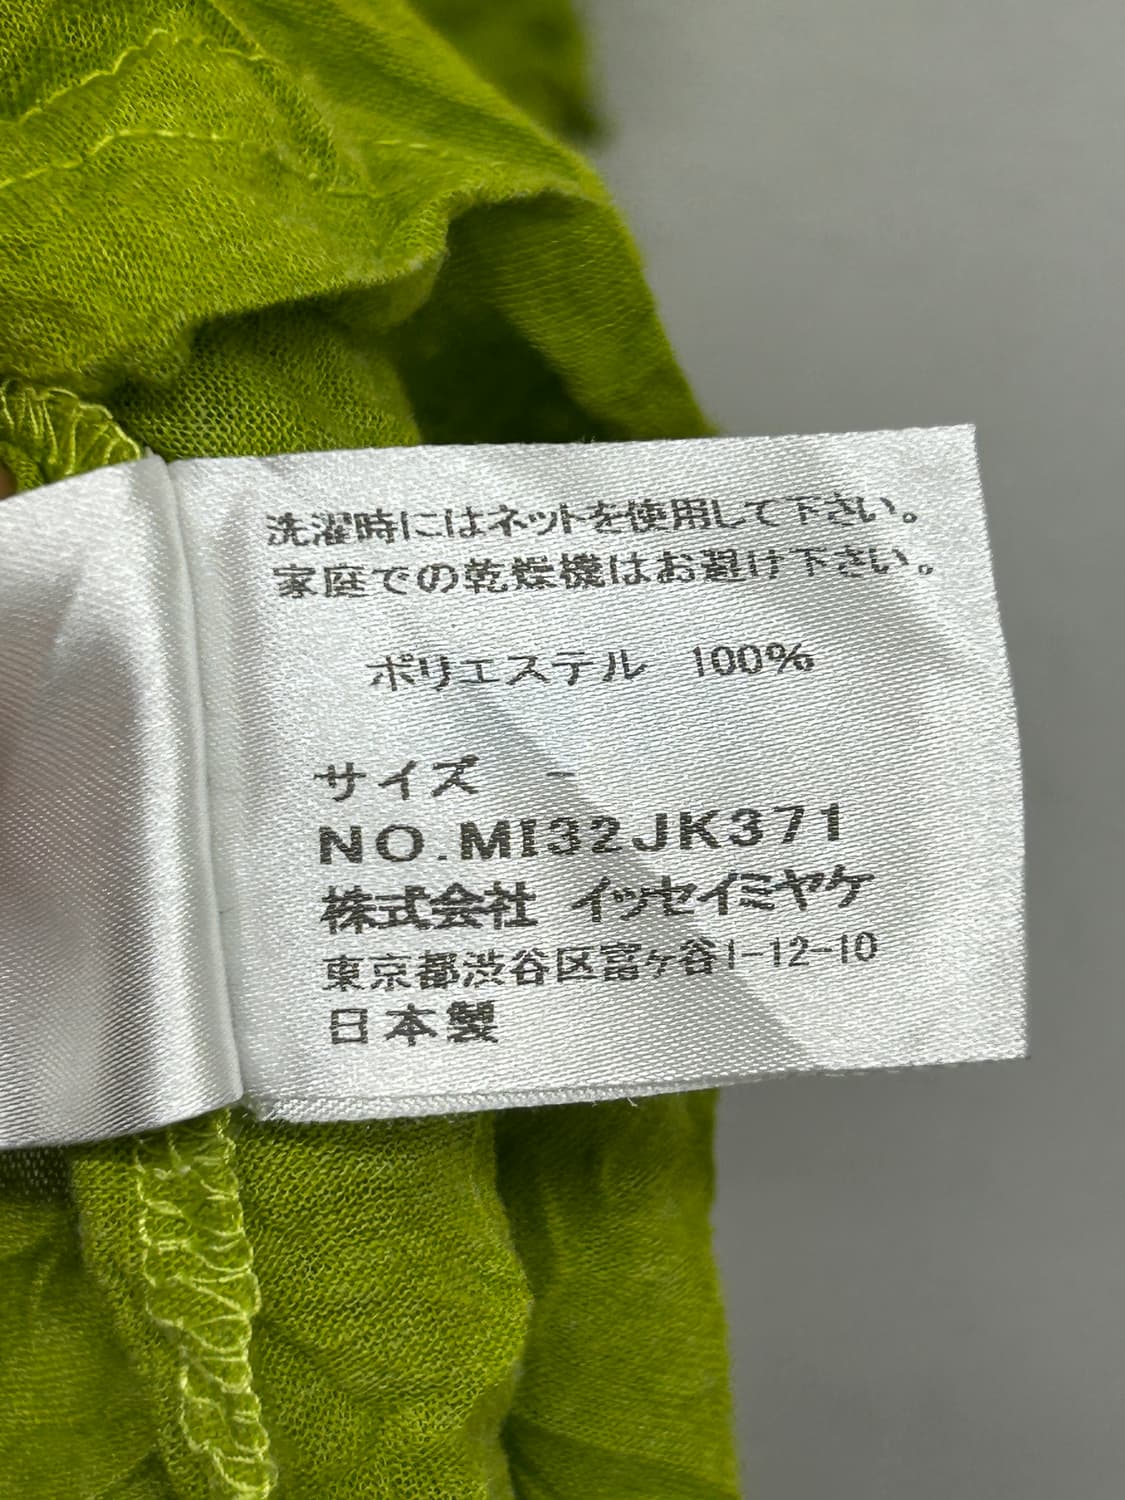 洗濯時にはネットを使用して下さい。
家庭での乾燥機はお避け下さい。
ポリエステル 100%
サイズ -
NO.MI32JK371
株式会社 イッセイミヤケ
東京都渋谷区富ヶ谷1-12-10
日本製